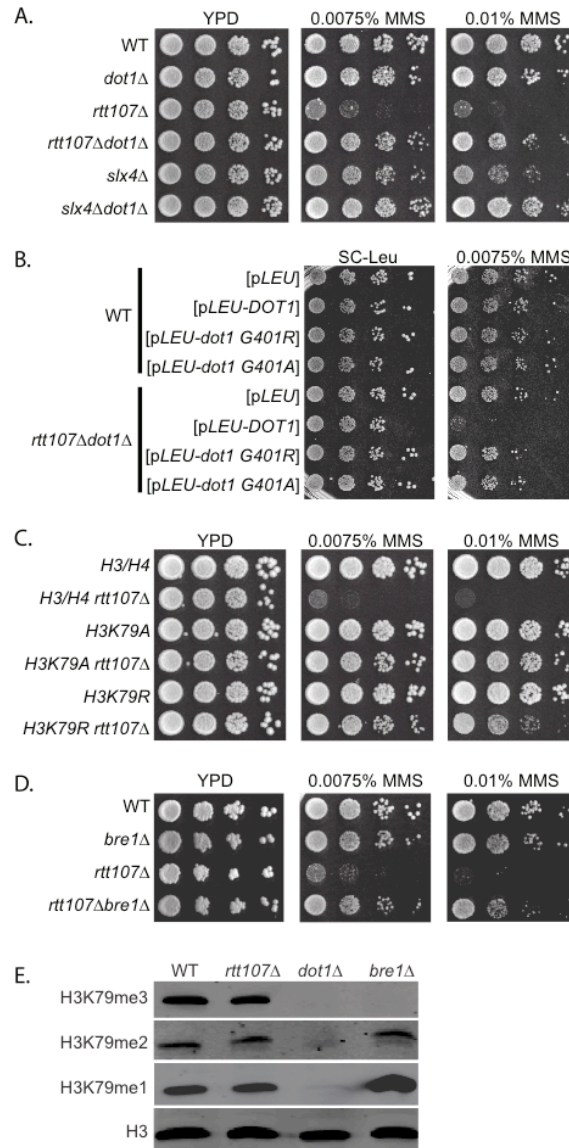 A.
YPD 0.0075% MMS 0.01% MMS
WT
dot1Δ
rtt107Δ
rtt107Δdot1Δ
slx4Δ
slx4Δdot1Δ
B.
SC-Leu 0.0075% MMS
WT
[pLEU]
[pLEU-DOT1]
[pLEU-dot1 G401R]
[pLEU-dot1 G401A]
rtt107Δdot1Δ
[pLEU]
[pLEU-DOT1]
[pLEU-dot1 G401R]
[pLEU-dot1 G401A]
C.
YPD 0.0075% MMS 0.01% MMS
H3/H4
H3/H4 rtt107Δ
H3K79A
H3K79A rtt107Δ
H3K79R
H3K79R rtt107Δ
D.
YPD 0.0075% MMS 0.01% MMS
WT
bre1Δ
rtt107Δ
rtt107Δbre1Δ
E.
WT rtt107Δ dot1Δ bre1Δ
H3K79me3
H3K79me2
H3K79me1
H3